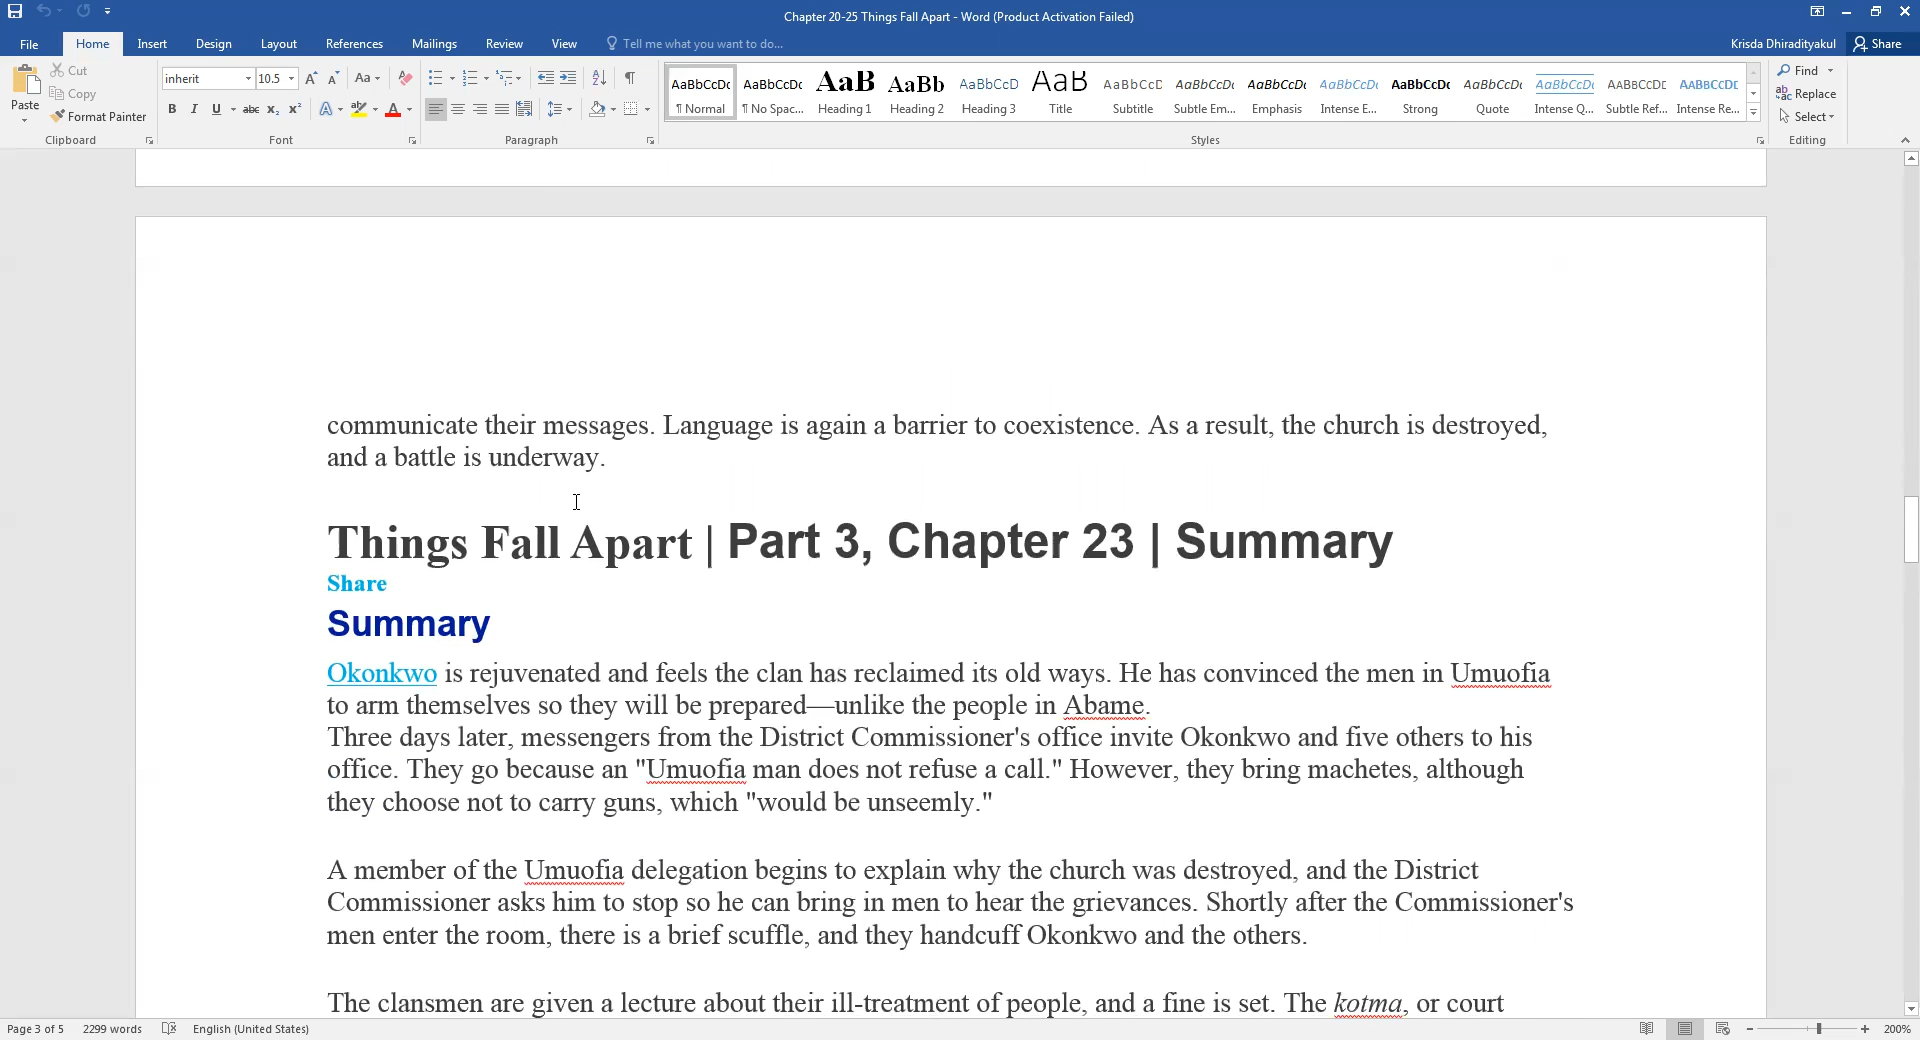 Chapter 20-25 Things Fall Apart - Word (Product Activation Failed)
File Home Insert Design Layout References Mailings Review View Tell me what you want to do... Krisda Dhiradityakul Share
Paste Cut Copy Format Painter
Clipboard
inherit 10.5
Aa
B I U abc x₂ x² A A
Font
Paragraph
AaBbCcDc AaBbCcDc AaB AaBb AaBbCcD AaB AaBbCcD AaBbCcDc AaBbCcDc AaBbCcDc AaBbCcDc AaBbCcDc AaBbCcDc AABBCCDC AABBCCDC
¶ Normal ¶ No Spac... Heading 1 Heading 2 Heading 3 Title Subtitle Subtle Em... Emphasis Intense E... Strong Quote Intense Q... Subtle Ref... Intense Re...
Styles
Find
Replace
Select
Editing
communicate their messages. Language is again a barrier to coexistence. As a result, the church is destroyed,
and a battle is underway.
Things Fall Apart | Part 3, Chapter 23 | Summary
Share
Summary
Okonkwo is rejuvenated and feels the clan has reclaimed its old ways. He has convinced the men in Umuofia
to arm themselves so they will be prepared—unlike the people in Abame.
Three days later, messengers from the District Commissioner's office invite Okonkwo and five others to his
office. They go because an "Umuofia man does not refuse a call." However, they bring machetes, although
they choose not to carry guns, which "would be unseemly."
A member of the Umuofia delegation begins to explain why the church was destroyed, and the District
Commissioner asks him to stop so he can bring in men to hear the grievances. Shortly after the Commissioner's
men enter the room, there is a brief scuffle, and they handcuff Okonkwo and the others.
The clansmen are given a lecture about their ill-treatment of people, and a fine is set. The kotma, or court
Page 3 of 5 2299 words English (United States) 200%